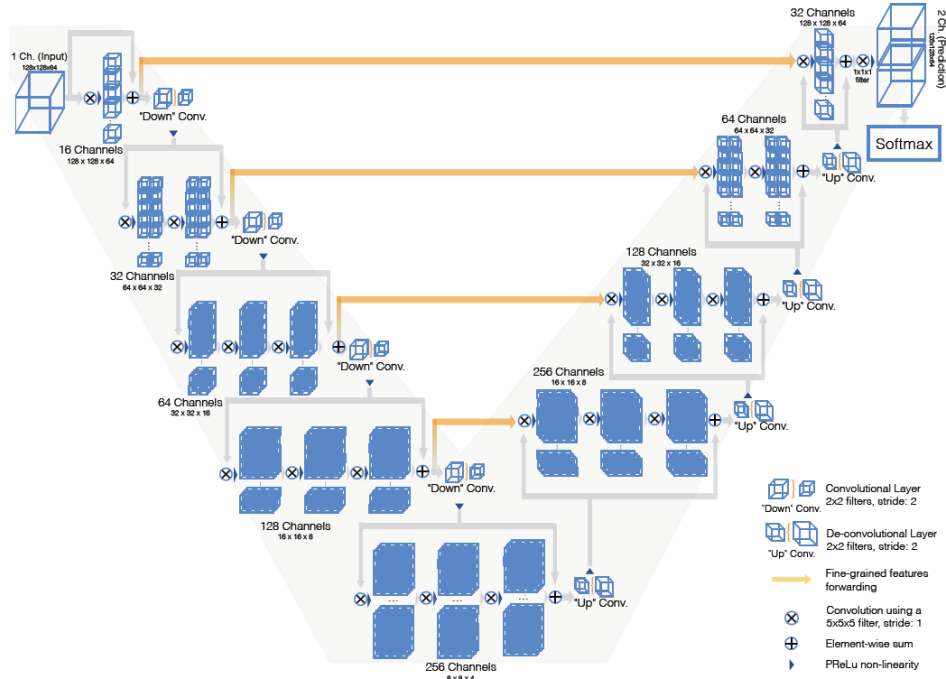 1 Ch. (Input)
128x128x64
"Down" Conv.
16 Channels
128 x 128 x 64
"Down" Conv.
32 Channels
64 x 64 x 32
"Down" Conv.
64 Channels
32 x 32 x 16
"Down" Conv.
128 Channels
16 x 16 x 8
...
...
256 Channels
8 x 8 x 4
"Up" Conv.
256 Channels
16 x 16 x 8
"Up" Conv.
128 Channels
32 x 32 x 16
"Up" Conv.
64 Channels
64 x 64 x 32
"Up" Conv.
32 Channels
128 x 128 x 64
1x1x1
filter
2 Ch. (Prediction)
128x128x64
Softmax
"Down" Conv.
Convolutional Layer
2x2 filters, stride: 2
"Up" Conv.
De-convolutional Layer
2x2 filters, stride: 2
Fine-grained features
forwarding
Convolution using a
5x5x5 filter, stride: 1
Element-wise sum
PReLu non-linearity